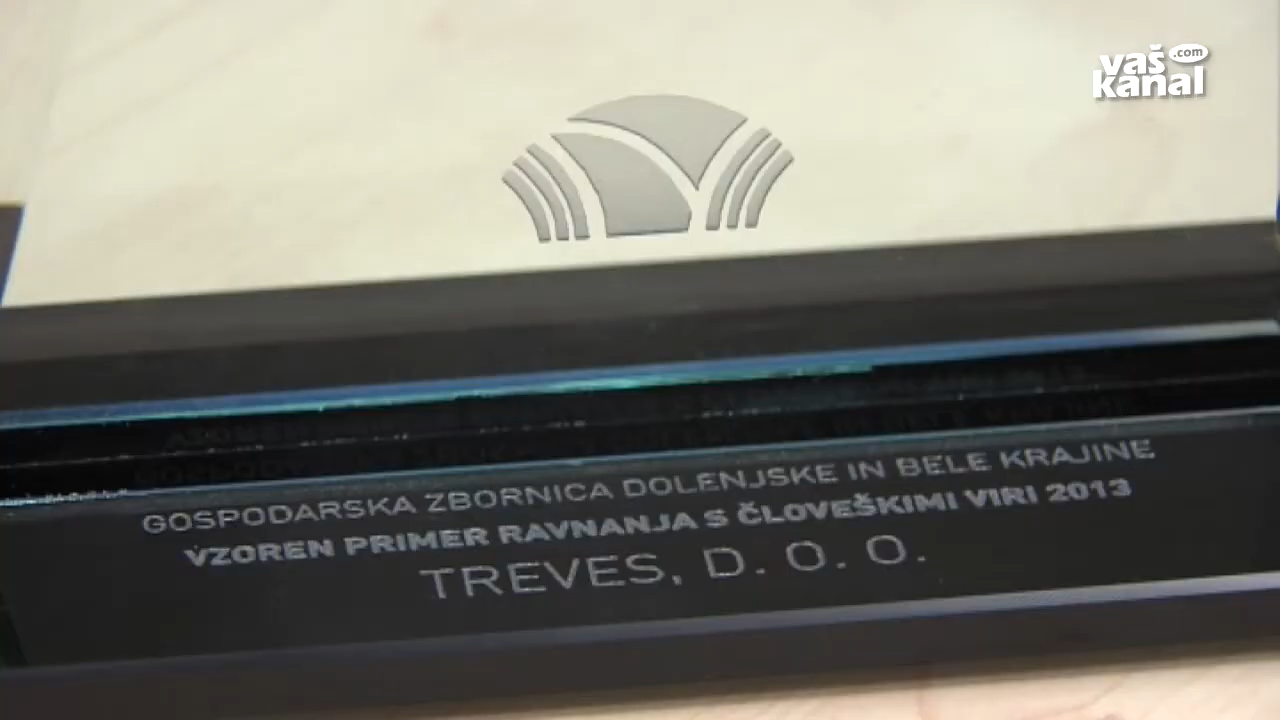 vaš
.com
kanal
GOSPODARSKA ZBORNICA DOLENJSKE IN BELE KRAJINE
VZOREN PRIMER RAVNANJA S ČLOVEŠKIMI VIRI 2013
TREVES, D. O. O.